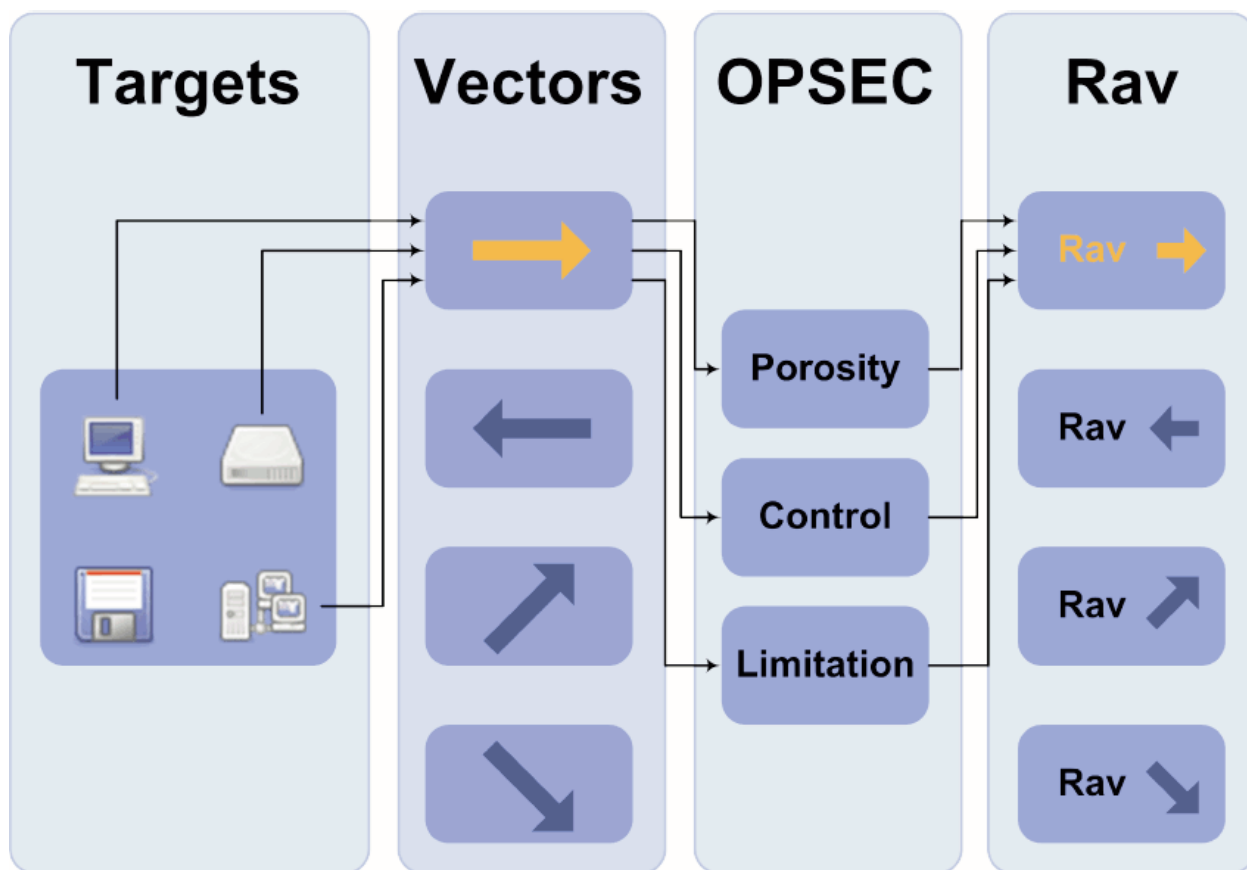 Targets
Vectors
OPSEC
Rav
Rav
Porosity
Rav
Control
Rav
Limitation
Rav